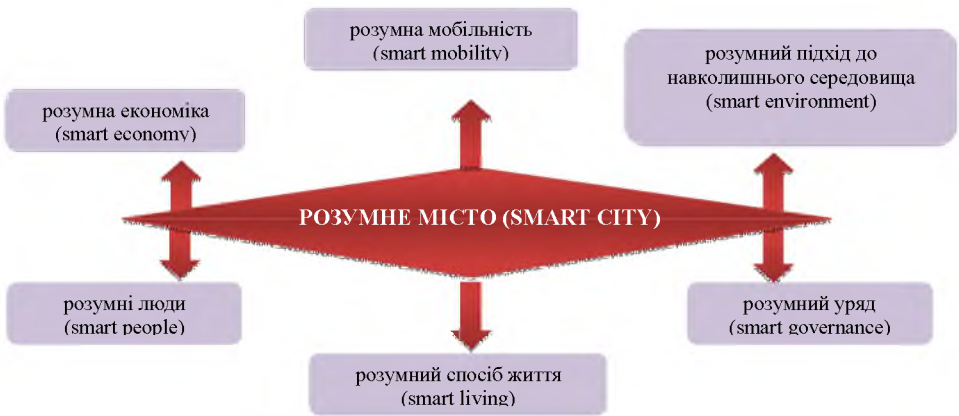 розумна мобільність
(smart mobility)
розумний підхід до
навколишнього середовища
(smart environment)
розумна економіка
(smart economy)
РОЗУМНЕ МІСТО (SMART CITY)
розумні люди
(smart people)
розумний уряд
(smart governance)
розумний спосіб життя
(smart living)